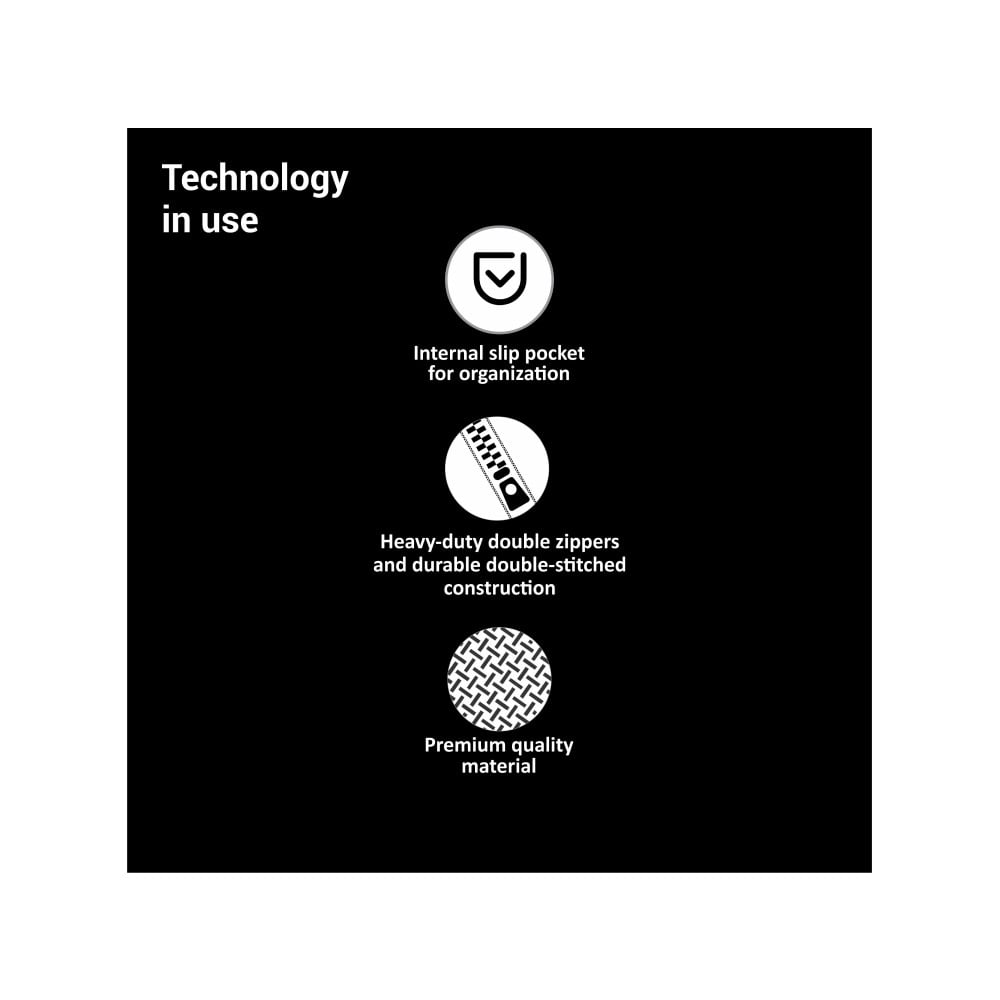 Technology
in use
Internal slip pocket
for organization
Heavy-duty double zippers
and durable double-stitched
construction
Premium quality
material